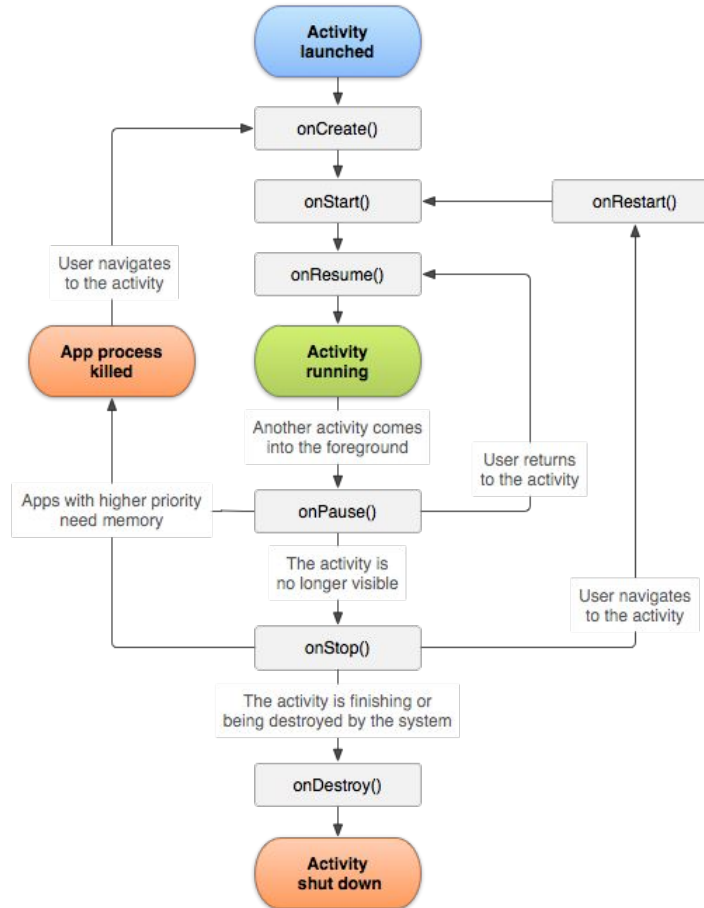 Activity
launched
onCreate()
onStart()
onRestart()
User navigates
to the activity
onResume()
App process
killed
Activity
running
Another activity comes
into the foreground
User returns
to the activity
Apps with higher priority
need memory
onPause()
The activity is
no longer visible
User navigates
to the activity
onStop()
The activity is finishing or
being destroyed by the system
onDestroy()
Activity
shut down